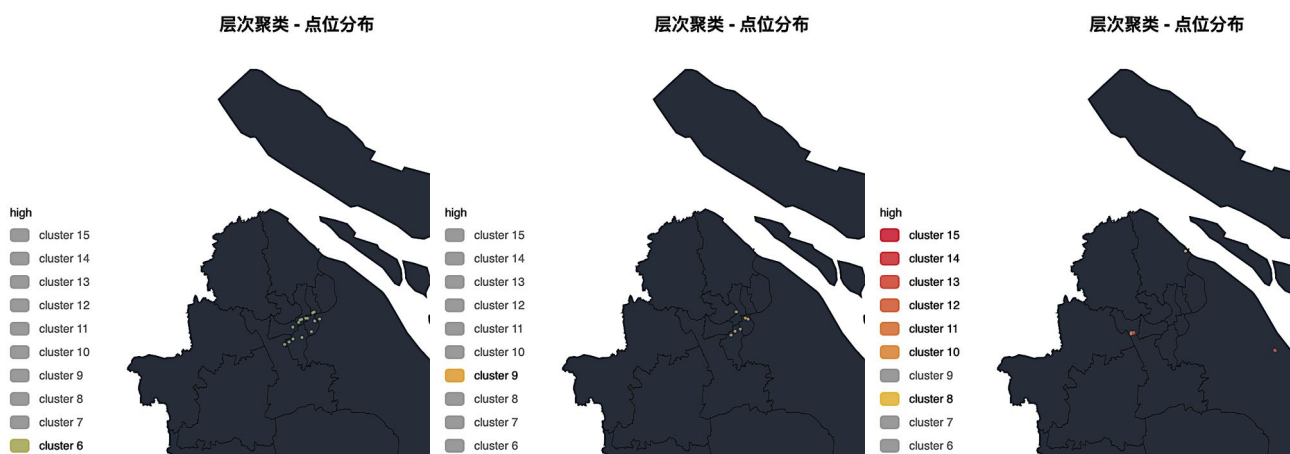 层次聚类 - 点位分布
high
cluster 15
cluster 14
cluster 13
cluster 12
cluster 11
cluster 10
cluster 9
cluster 8
cluster 7
cluster 6
层次聚类 - 点位分布
high
cluster 15
cluster 14
cluster 13
cluster 12
cluster 11
cluster 10
cluster 9
cluster 8
cluster 7
cluster 6
层次聚类 - 点位分布
high
cluster 15
cluster 14
cluster 13
cluster 12
cluster 11
cluster 10
cluster 9
cluster 8
cluster 7
cluster 6